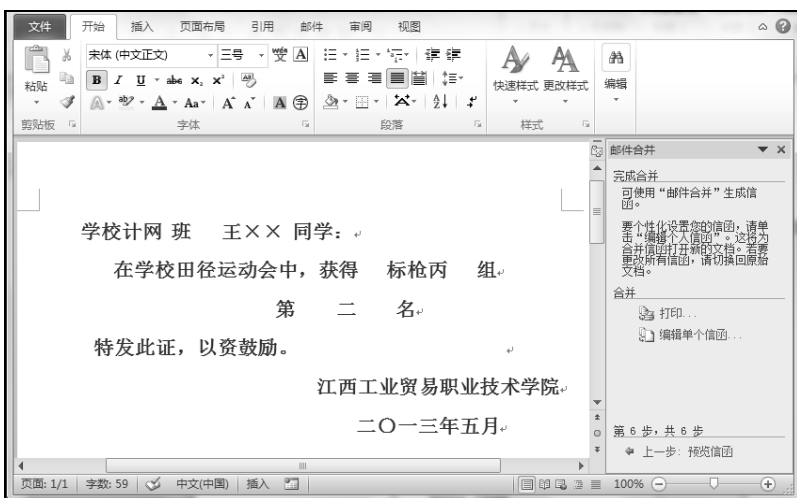 文件 开始 插入 页面布局 引用 邮件 审阅 视图
宋体 (中文正文) 三号 wén 文 A
B I U abc x₂ x²
粘贴 快速样式 更改样式 编辑
A ab A Aa A A A 字
剪贴板 字体 段落 样式
邮件合并
完成合并
可使用“邮件合并”生成信
函。
要个性化设置您的信函，请单
击“编辑个人信函”。这将为
合并信函打开新的文档。若要
更改所有信函，请切换回原始
文档。
合并
打印...
编辑单个信函...
第 6 步，共 6 步
上一步: 预览信函
学校计网 班 王×× 同学：
在学校田径运动会中，获得 标枪丙 组
第 二 名
特发此证，以资鼓励。
江西工业贸易职业技术学院
二〇一三年五月
页面: 1/1 字数: 59 中文(中国) 插入 100%